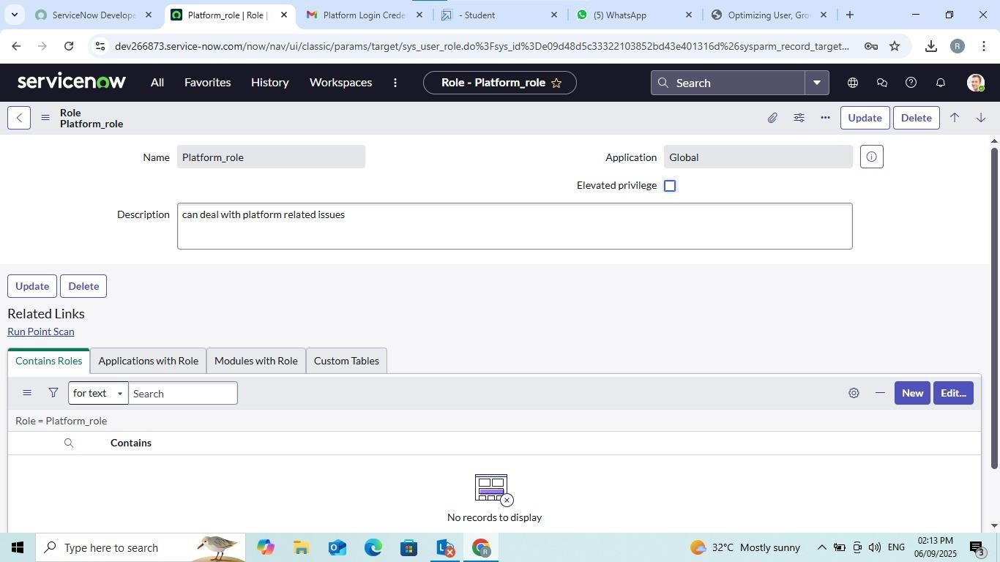 ServiceNow Develope
Platform_role | Role |
Platform Login Crede
- Student
(5) WhatsApp
Optimizing User, Gro
dev266873.service-now.com/now/nav/ui/classic/params/target/sys_user_role.do%3Fsys_id%3De09d48d5c33322103852bd43e401316d%26sysparm_record_target...
R
servicenow
All
Favorites
History
Workspaces
Role - Platform_role
Search
Role
Platform_role
Update
Delete
Name
Platform_role
Application
Global
Elevated privilege
Description
can deal with platform related issues
Update
Delete
Related Links
Run Point Scan
Contains Roles
Applications with Role
Modules with Role
Custom Tables
for text
Search
New
Edit...
Role = Platform_role
Contains
No records to display
Type here to search
32°C Mostly sunny
ENG
02:13 PM
06/09/2025
3